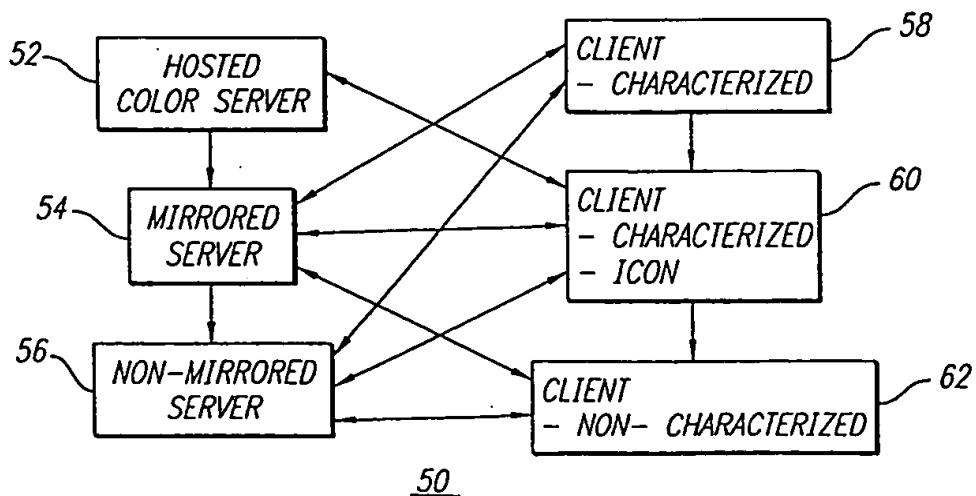 52
HOSTED
COLOR SERVER
54
MIRRORED
SERVER
56
NON-MIRRORED
SERVER
58
CLIENT
- CHARACTERIZED
60
CLIENT
- CHARACTERIZED
- ICON
62
CLIENT
- NON- CHARACTERIZED
50